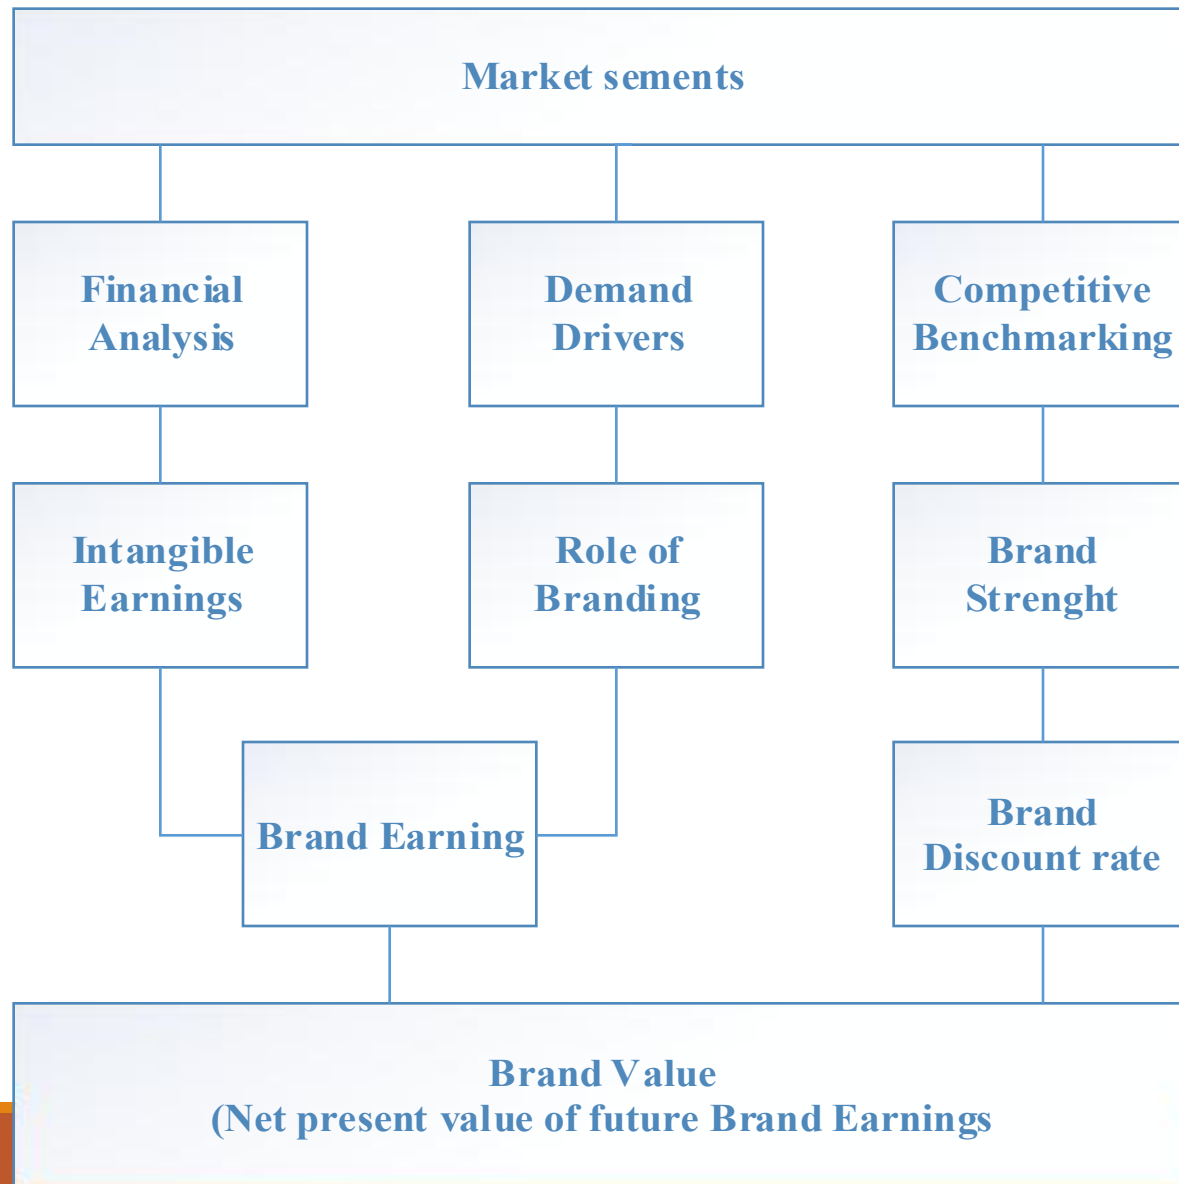 Market sements
Financial
Analysis
Demand
Drivers
Competitive
Benchmarking
Intangible
Earnings
Role of
Branding
Brand
Strenght
Brand Earning
Brand
Discount rate
Brand Value
(Net present value of future Brand Earnings